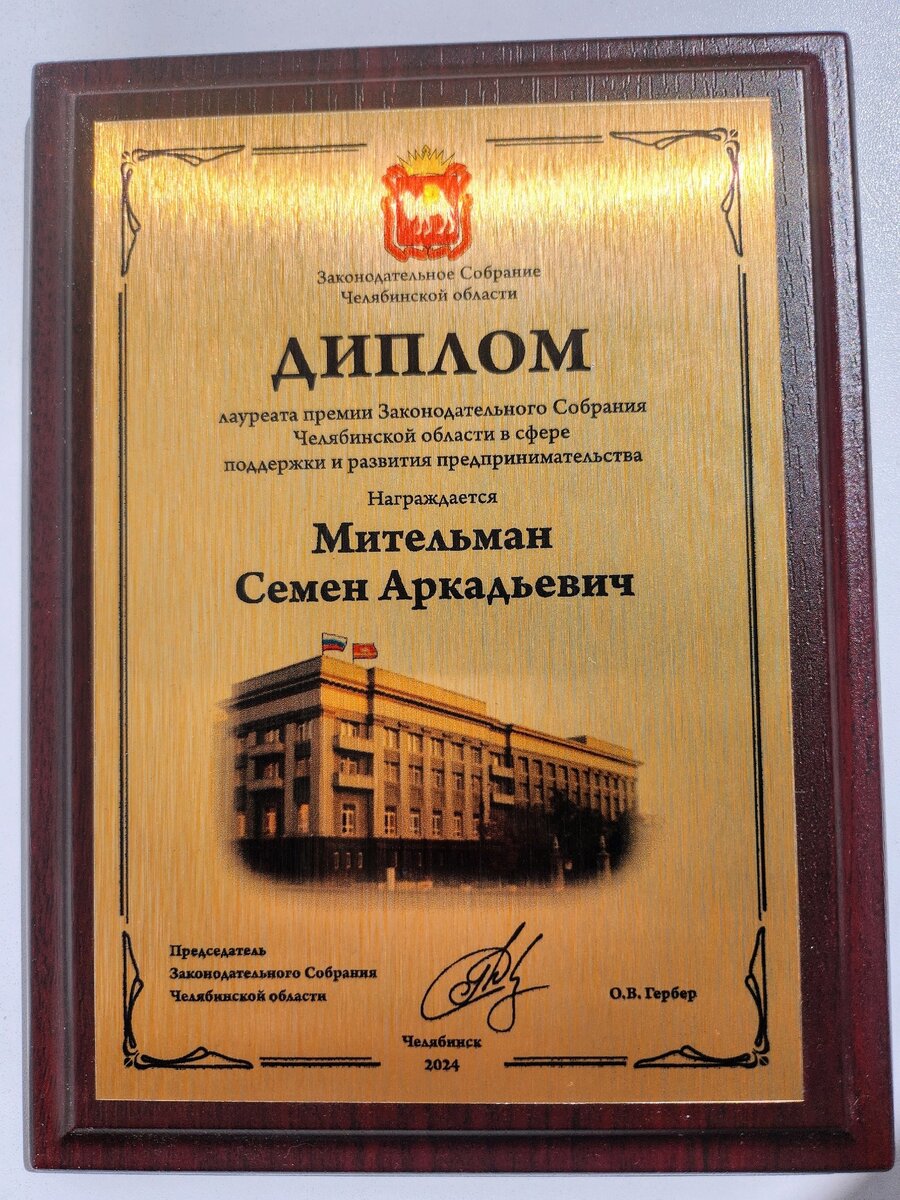 Законодательное Собрание
Челябинской области
ДИПЛОМ
лауреата премии Законодательного Собрания
Челябинской области в сфере
поддержки и развития предпринимательства
Награждается
Мительман
Семен Аркадьевич
Председатель
Законодательного Собрания
Челябинской области
О.В. Гербер
Челябинск
2024